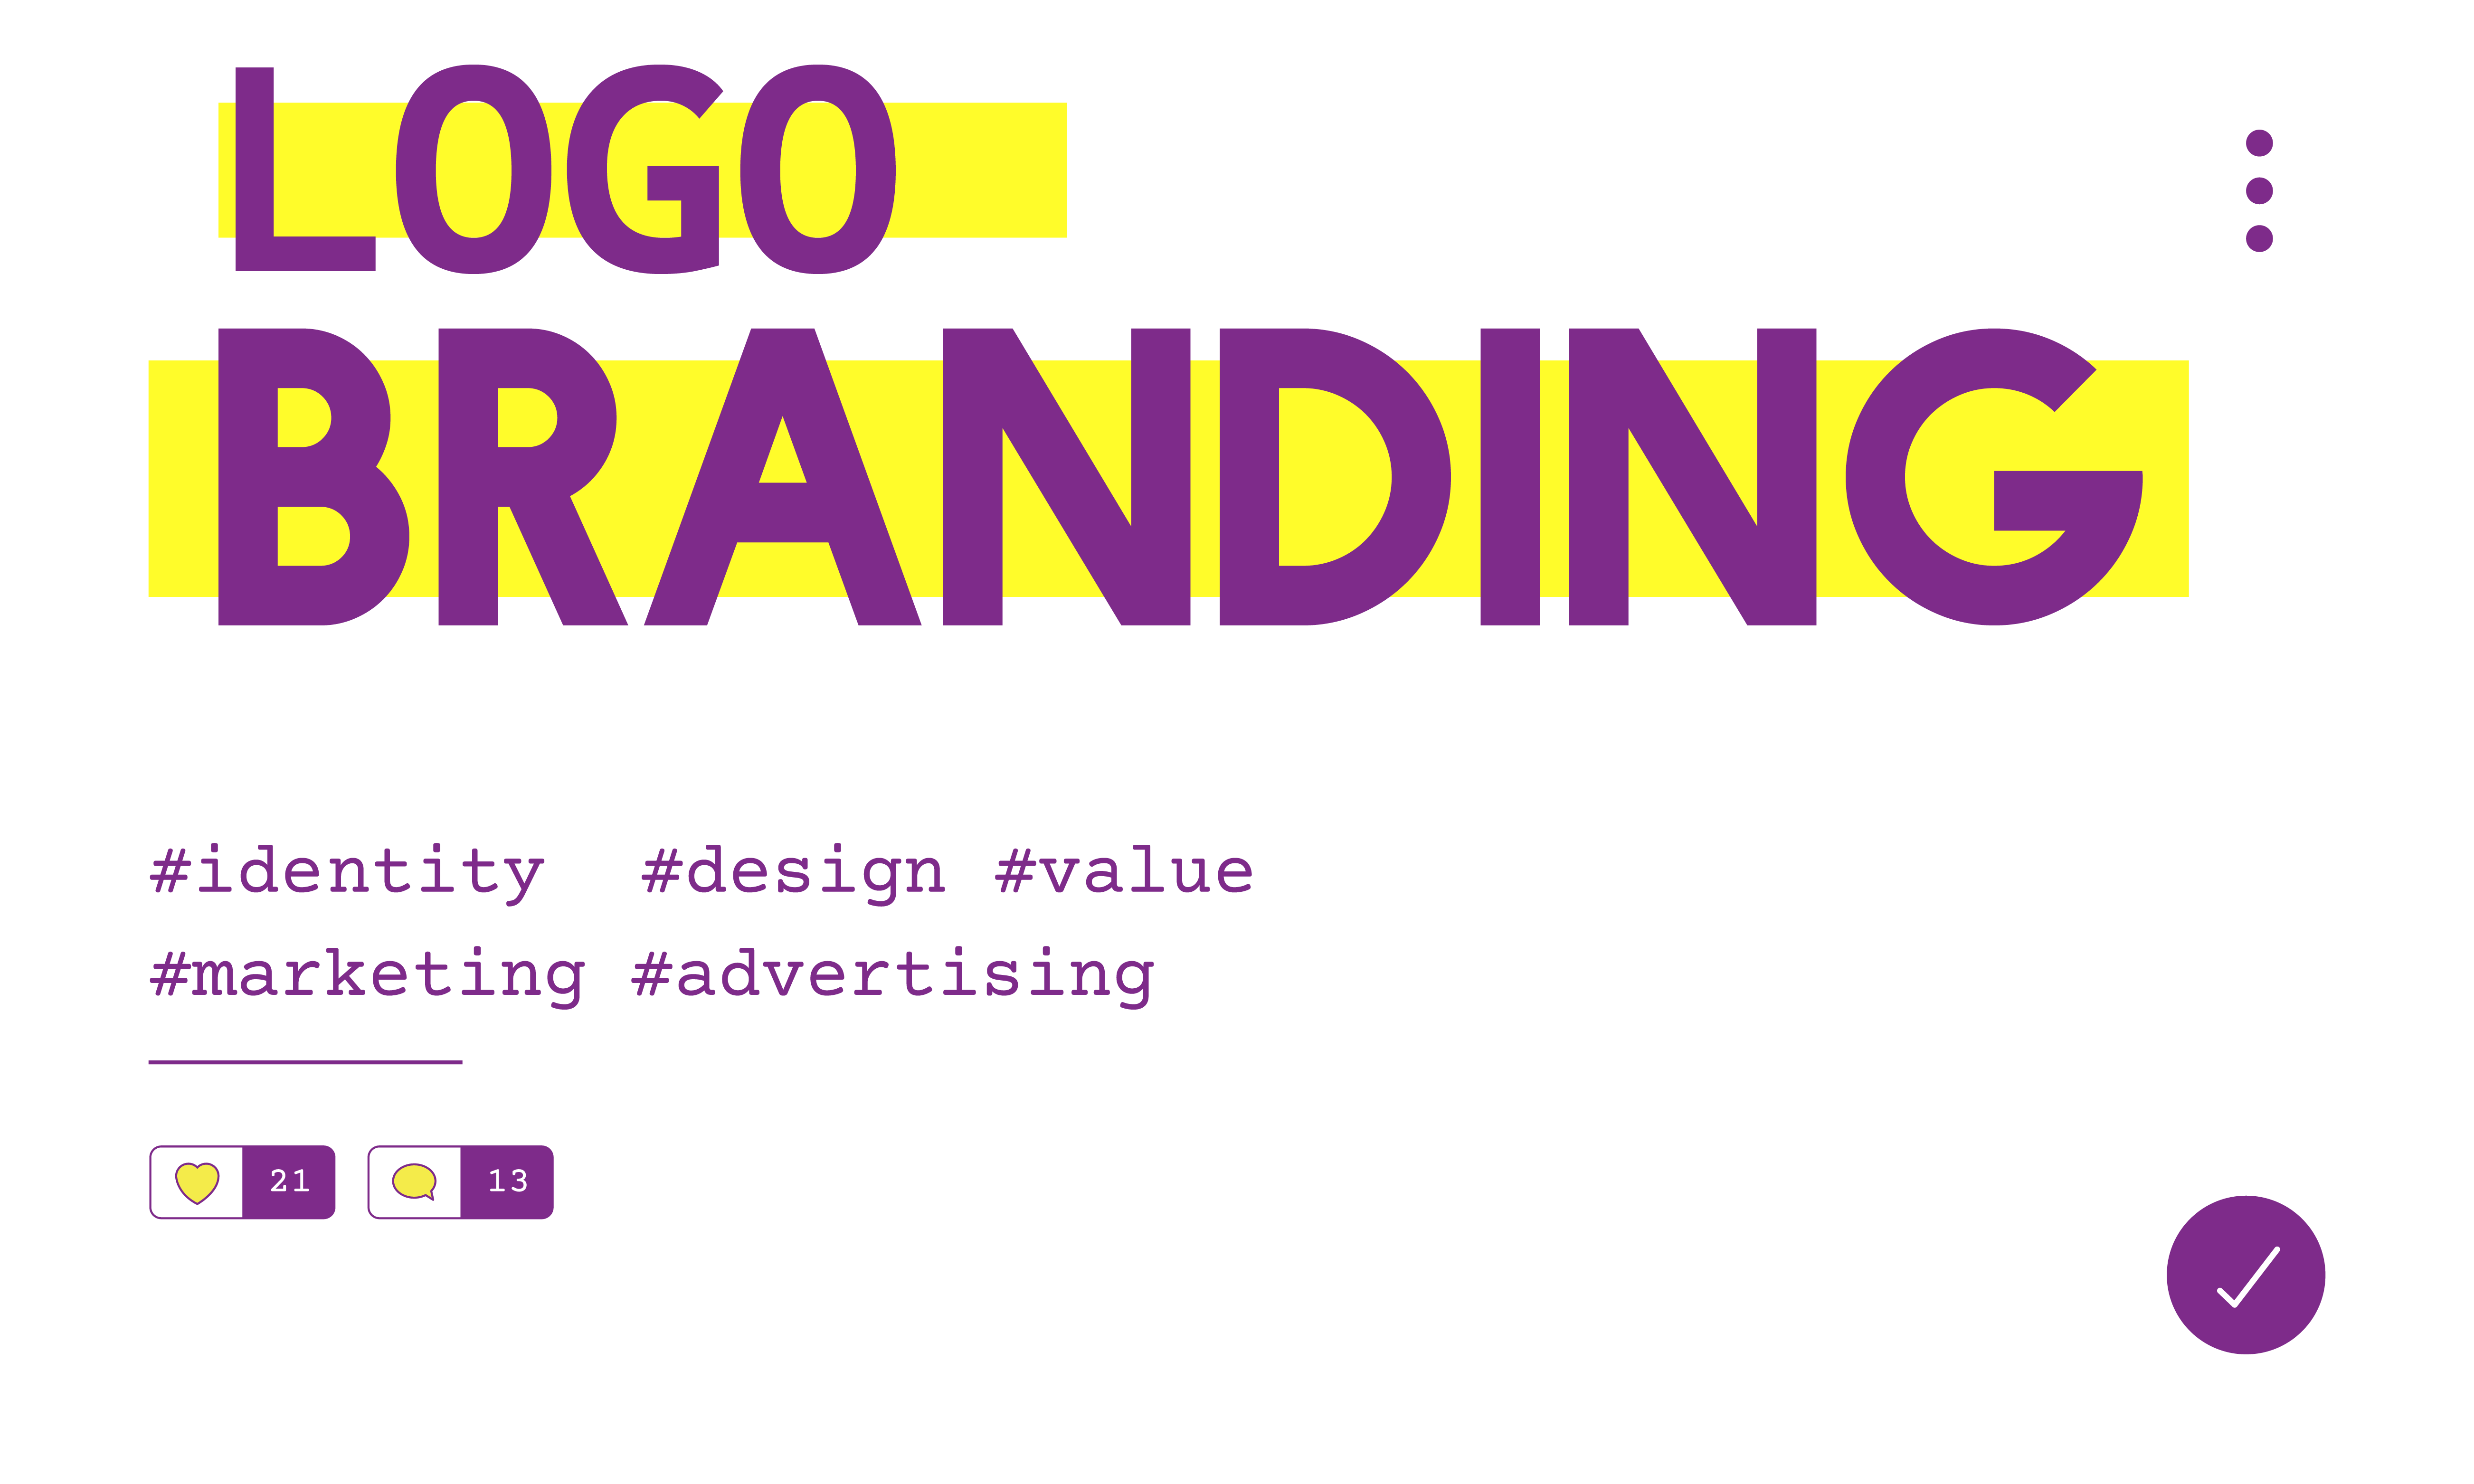 LOGO
BRANDING
#identity #design #value
#marketing #advertising
21 13